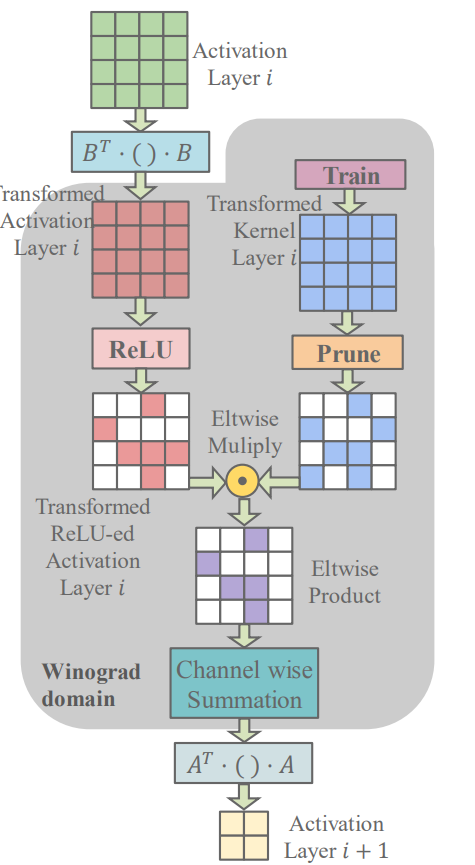 Activation
Layer i
B^T · ( ) · B
Train
ransformed
Activation
Layer i
Transformed
Kernel
Layer i
ReLU
Prune
Eltwise
Muliply
Transformed
ReLU-ed
Activation
Layer i
Eltwise
Product
Winograd
domain
Channel wise
Summation
A^T · ( ) · A
Activation
Layer i + 1